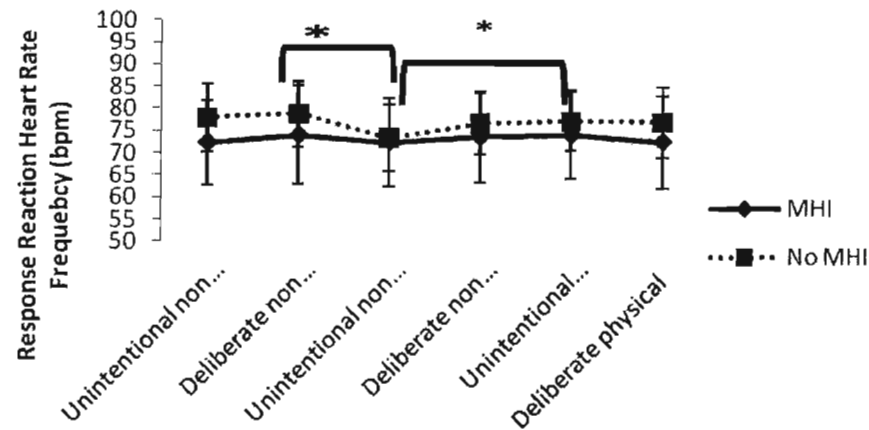 Response Reaction Heart Rate
Frequebcy (bpm)
100
95
90
85
80
75
70
65
60
55
50
*
*
Unintentional non...
Deliberate non...
Unintentional non...
Deliberate non...
Unintentional...
Deliberate physical
MHI
No MHI